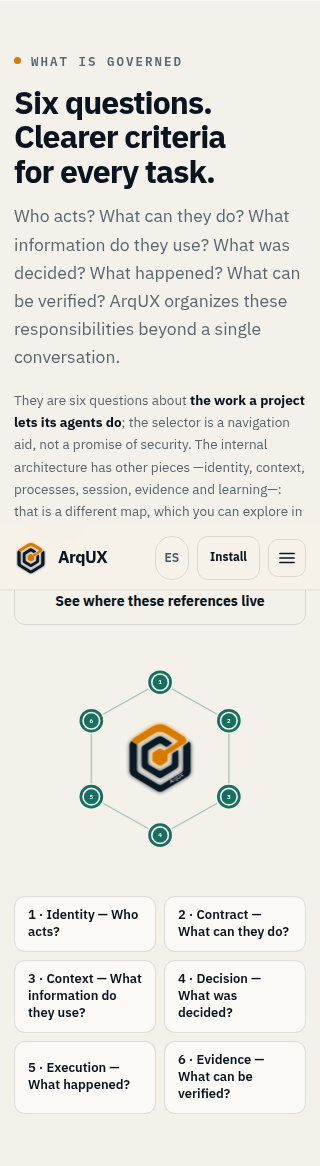 WHAT IS GOVERNED
Six questions.
Clearer criteria
for every task.
Who acts? What can they do? What
information do they use? What was
decided? What happened? What can
be verified? ArqUX organizes these
responsibilities beyond a single
conversation.
They are six questions about the work a project
lets its agents do; the selector is a navigation
aid, not a promise of security. The internal
architecture has other pieces —identity, context,
processes, session, evidence and learning—:
that is a different map, which you can explore in
ArqUX
ES
Install
See where these references live
1
2
3
4
5
6
1 · Identity — Who
acts?
2 · Contract —
What can they do?
3 · Context — What
information do
they use?
4 · Decision —
What was
decided?
5 · Execution —
What happened?
6 · Evidence —
What can be
verified?